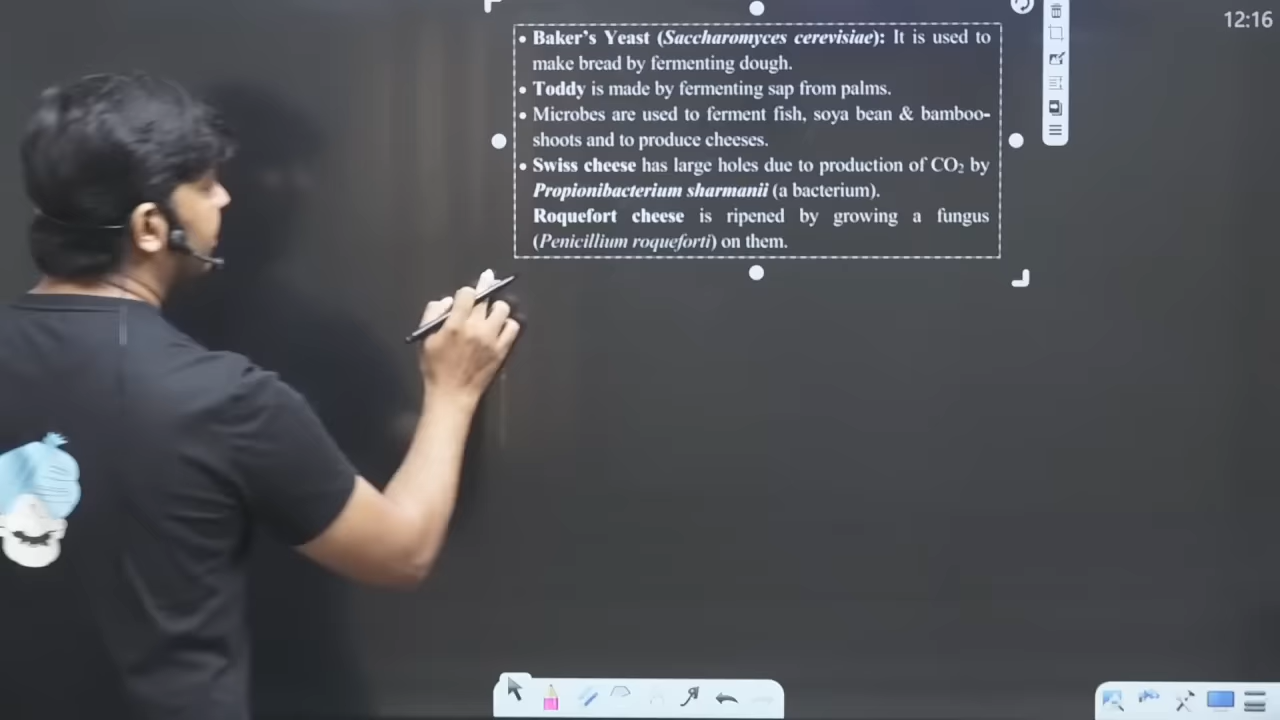 12:16
• Baker's Yeast (Saccharomyces cerevisiae): It is used to
make bread by fermenting dough.
• Toddy is made by fermenting sap from palms.
• Microbes are used to ferment fish, soya bean & bamboo-
shoots and to produce cheeses.
• Swiss cheese has large holes due to production of CO₂ by
Propionibacterium sharmanii (a bacterium).
Roquefort cheese is ripened by growing a fungus
(Penicillium roqueforti) on them.